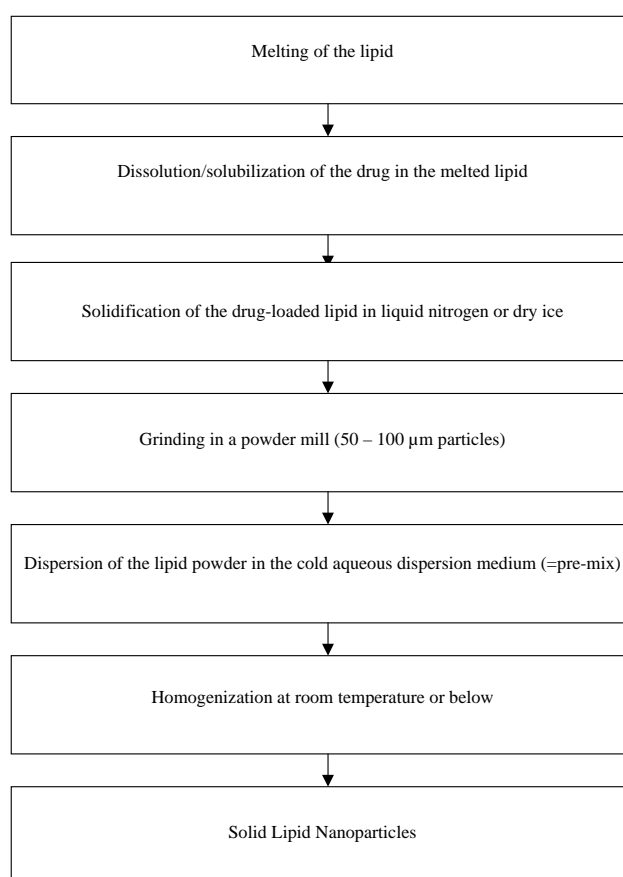 Melting of the lipid
Dissolution/solubilization of the drug in the melted lipid
Solidification of the drug-loaded lipid in liquid nitrogen or dry ice
Grinding in a powder mill (50 – 100 µm particles)
Dispersion of the lipid powder in the cold aqueous dispersion medium (=pre-mix)
Homogenization at room temperature or below
Solid Lipid Nanoparticles